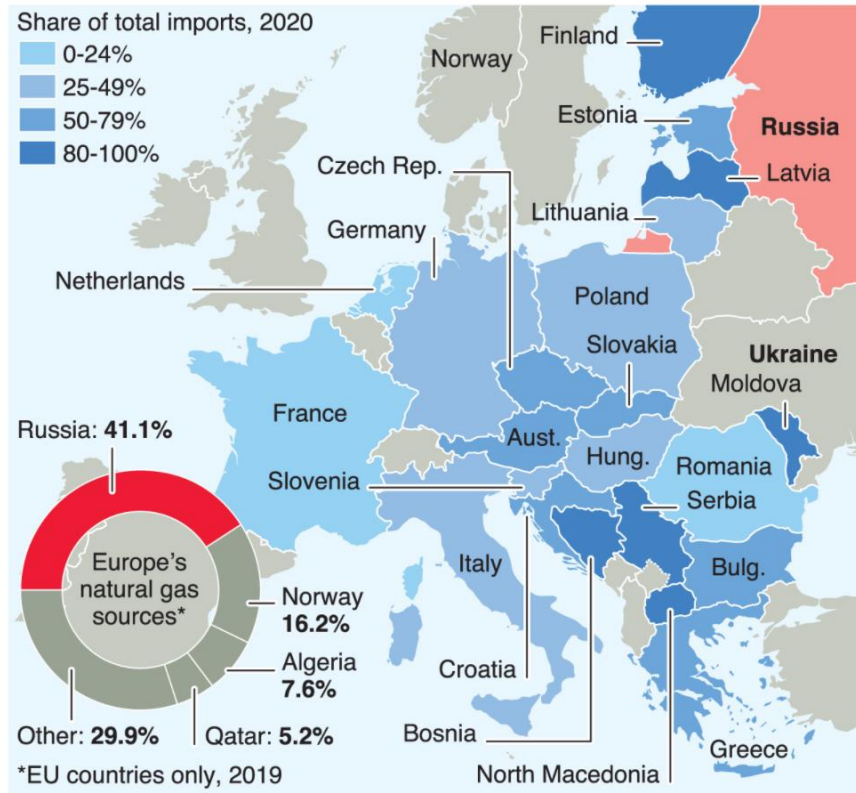 Share of total imports, 2020
0-24%
25-49%
50-79%
80-100%
Norway
Finland
Estonia
Russia
Latvia
Czech Rep.
Lithuania
Germany
Netherlands
Poland
Slovakia
Ukraine
Moldova
France
Aust.
Hung.
Romania
Slovenia
Serbia
Italy
Bulg.
Croatia
Bosnia
Greece
North Macedonia
Russia: 41.1%
Europe's
natural gas
sources*
Norway
16.2%
Algeria
7.6%
Other: 29.9%
Qatar: 5.2%
*EU countries only, 2019